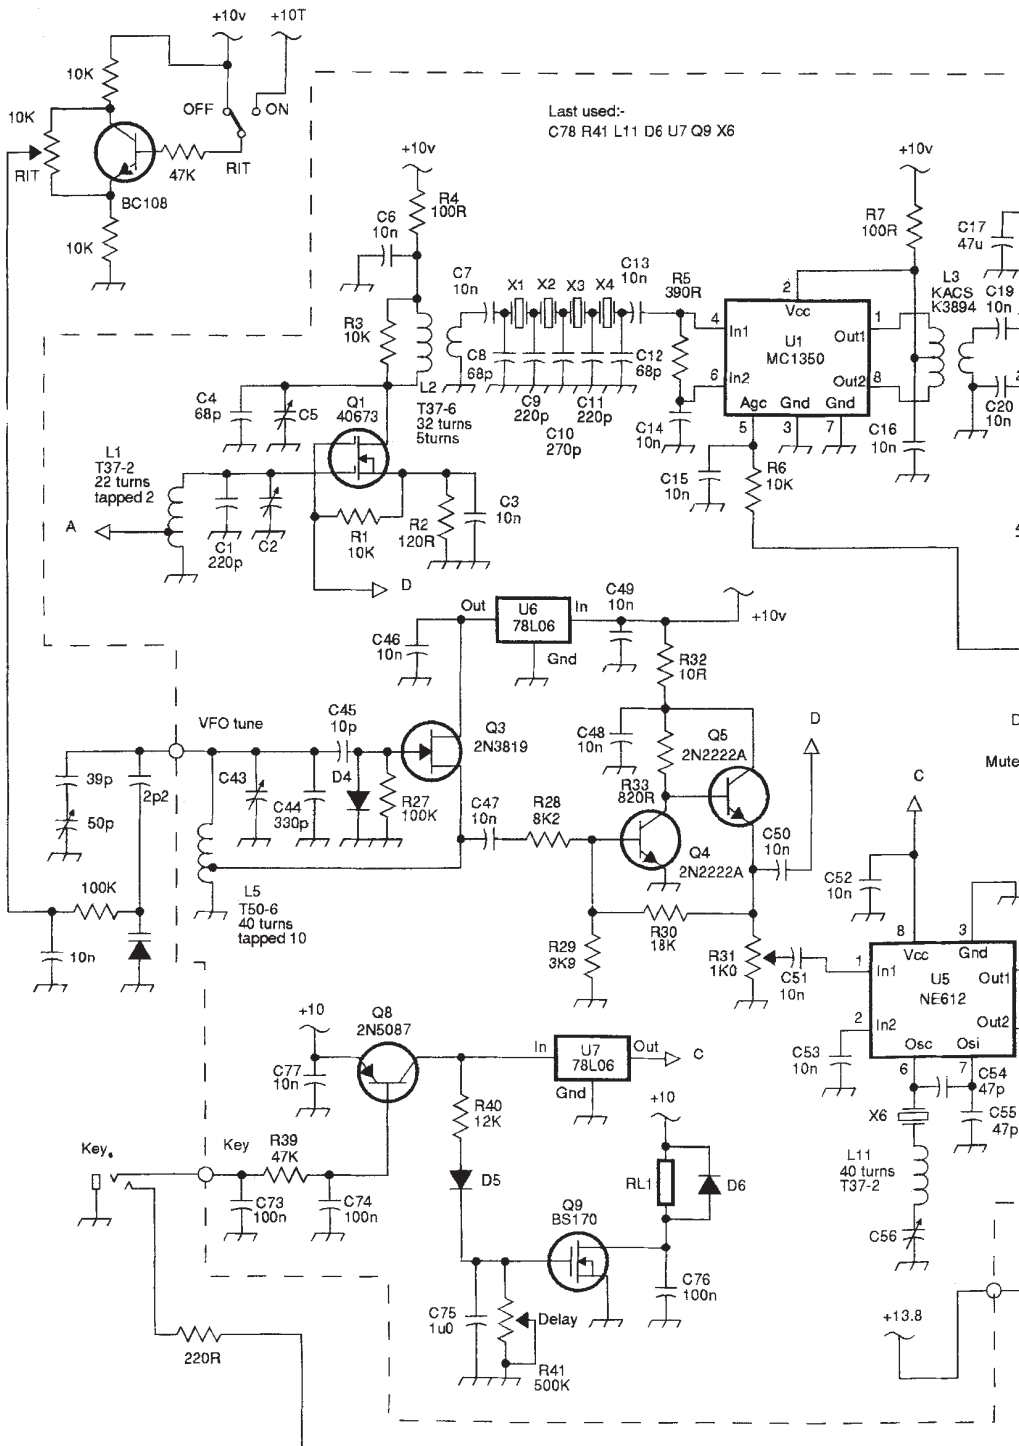 +10v
+10T
10K
OFF
ON
10K
RIT
47K
RIT
BC108
10K
Last used:-
C78 R41 L11 D6 U7 Q9 X6
+10v
R4
100R
C6
10n
C7
10n
X1
X2
X3
X4
C13
10n
R5
390R
+10v
R7
100R
C17
47u
L3
KACS
K3894
C19
10n
2
Vcc
4
In1
U1
MC1350
Out1
1
6
In2
Out2
8
Agc
Gnd
Gnd
5
3
7
R3
10K
L2
T37-6
32 turns
5turns
C8
68p
C9
220p
C10
270p
C11
220p
C12
68p
C14
10n
C15
10n
R6
10K
C16
10n
C20
10n
C4
68p
C5
Q1
40673
L1
T37-2
22 turns
tapped 2
A
C1
220p
C2
R1
10K
R2
120R
C3
10n
D
Out
U6
78L06
In
Gnd
C49
10n
+10v
C46
10n
R32
10R
VFO tune
C45
10p
Q3
2N3819
C48
10n
Q5
2N2222A
D
D
Mute
C
39p
2p2
C43
D4
R27
100K
C47
10n
R28
8K2
R33
820R
50p
C44
330p
Q4
2N2222A
C50
10n
C52
10n
100K
L5
T50-6
40 turns
tapped 10
10n
R30
18K
R29
3K9
R31
1K0
C51
10n
8
3
Vcc
Gnd
1
In1
U5
NE612
Out1
2
In2
Out2
Osc
Osi
6
7
C53
10n
C54
47p
C55
47p
X6
L11
40 turns
T37-2
C56
+10
Q8
2N5087
C77
10n
In
U7
78L06
Out
C
Gnd
R40
12K
+10
Key
Key
R39
47K
C73
100n
C74
100n
D5
RL1
D6
Q9
BS170
C76
100n
C75
1u0
Delay
R41
500K
220R
+13.8